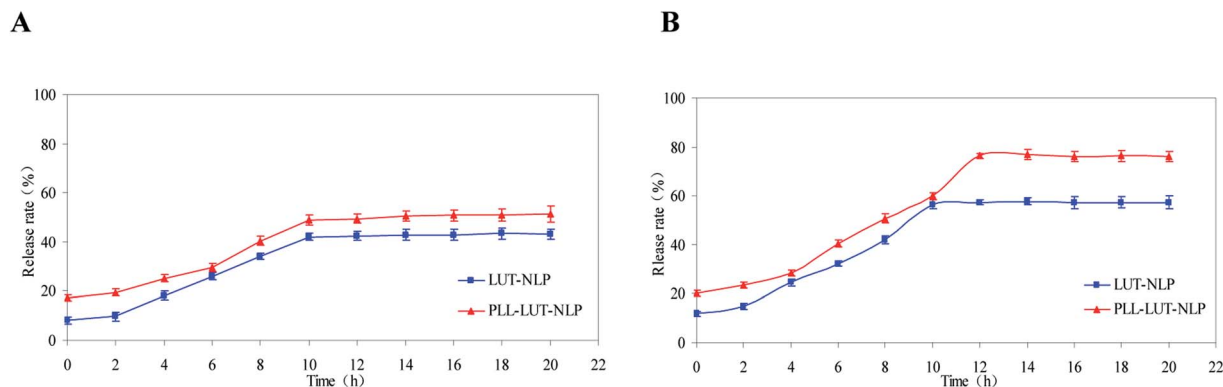 A
B
Release rate（%）
100
80
60
40
20
0
0 2 4 6 8 10 12 14 16 18 20 22
Time（h）
LUT-NLP
PLL-LUT-NLP
Rlease rate（%）
100
80
60
40
20
0
0 2 4 6 8 10 12 14 16 18 20 22
Time（h）
LUT-NLP
PLL-LUT-NLP